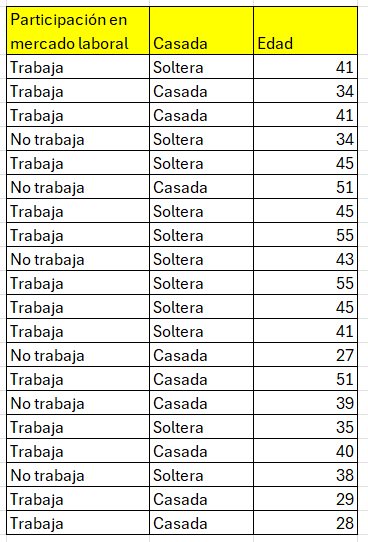 Participación en
mercado laboral Casada Edad
Trabaja Soltera 41
Trabaja Casada 34
Trabaja Casada 41
No trabaja Soltera 34
Trabaja Soltera 45
No trabaja Casada 51
Trabaja Soltera 45
Trabaja Soltera 55
No trabaja Soltera 43
Trabaja Soltera 55
Trabaja Soltera 45
Trabaja Soltera 41
No trabaja Casada 27
Trabaja Casada 51
No trabaja Casada 39
Trabaja Soltera 35
Trabaja Casada 40
No trabaja Soltera 38
Trabaja Casada 29
Trabaja Casada 28